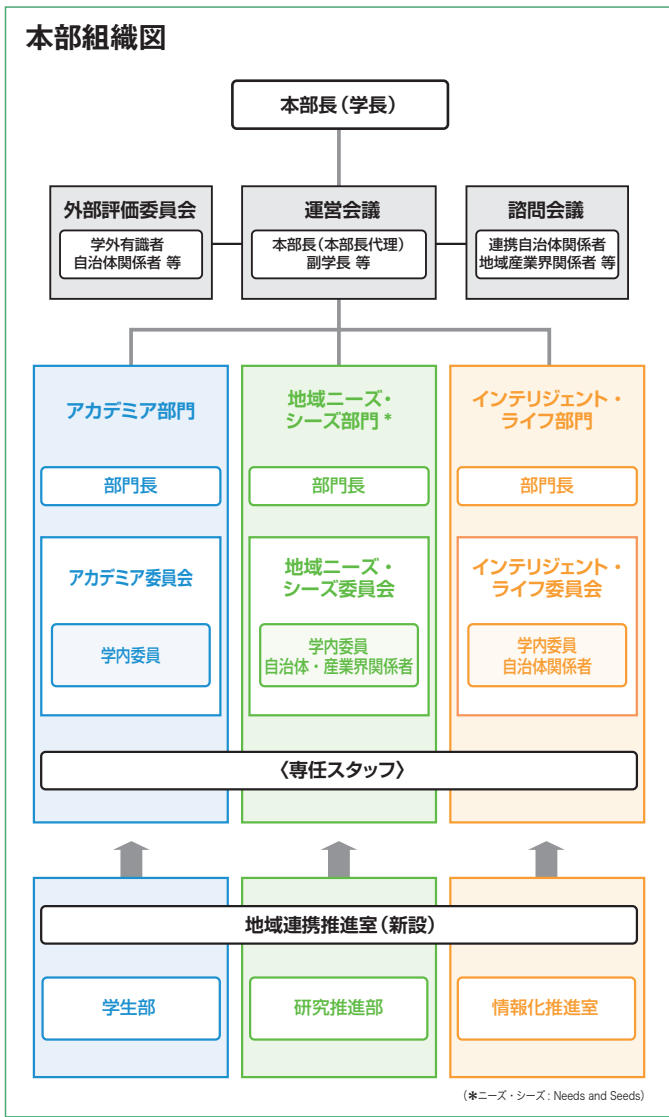 本部組織図
本部長（学長）
外部評価委員会
学外有識者
自治体関係者 等
運営会議
本部長（本部長代理）
副学長 等
諮問会議
連携自治体関係者
地域産業界関係者 等
アカデミア部門
部門長
アカデミア委員会
学内委員
地域ニーズ・
シーズ部門*
部門長
地域ニーズ・
シーズ委員会
学内委員
自治体・産業界関係者
インテリジェント・
ライフ部門
部門長
インテリジェント・
ライフ委員会
学内委員
自治体関係者
〈専任スタッフ〉
地域連携推進室（新設）
学生部
研究推進部
情報化推進室
（*ニーズ・シーズ : Needs and Seeds）